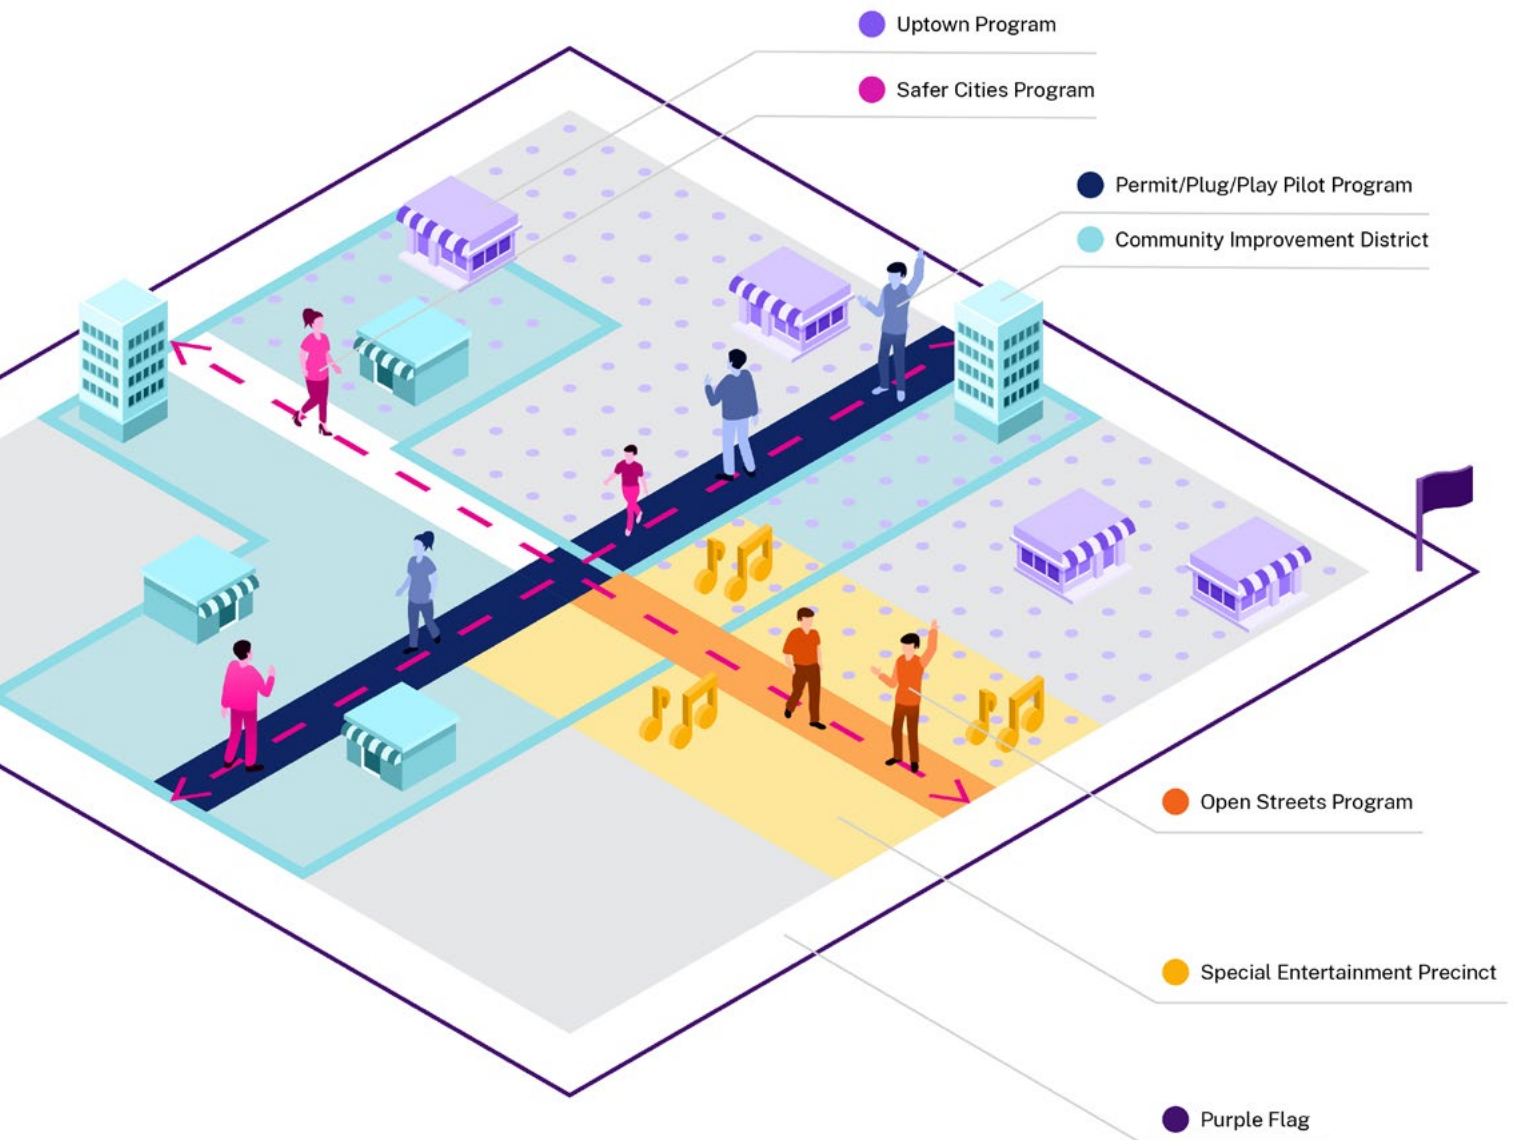 Uptown Program
Safer Cities Program
Permit/Plug/Play Pilot Program
Community Improvement District
Open Streets Program
Special Entertainment Precinct
Purple Flag